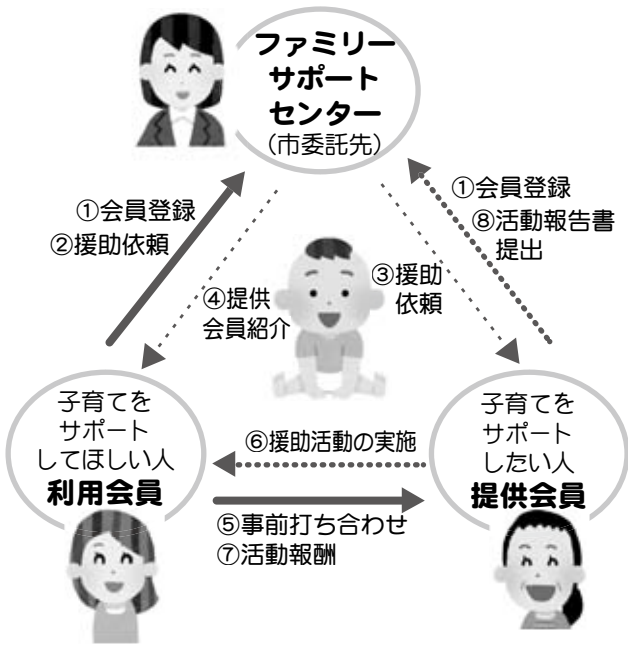 ファミリー
サポート
センター
（市委託先）
①会員登録
②援助依頼
①会員登録
⑧活動報告書
提出
④提供
会員紹介
③援助
依頼
子育てを
サポート
してほしい人
利用会員
⑥援助活動の実施
⑤事前打ち合わせ
⑦活動報酬
子育てを
サポート
したい人
提供会員